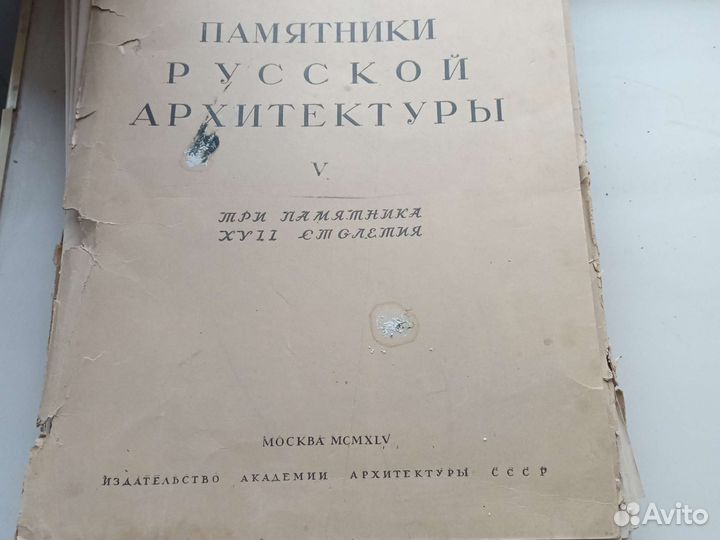 ПАМЯТНИКИ
РУССКОЙ
АРХИТЕКТУРЫ
V
ТРИ ПАМЯТНИКА
XVII СТОЛЕТИЯ
МОСКВА MCMXLV
ИЗДАТЕЛЬСТВО АКАДЕМИИ АРХИТЕКТУРЫ СССР
Avito